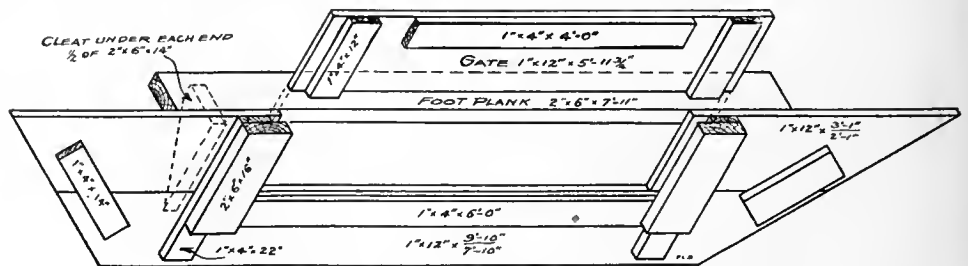 CLEAT UNDER EACH END
½ OF 2"x 6"x 14"
1"x 4"x 12"
1"x 4"x 4'-0"
GATE 1"x 12"x 5'-11¾"
FOOT PLANK 2"x 6"x 7'-11"
1"x 12"x 3'-1"/2'-1"
1"x 4"x 14"
2"x 6"x 16"
1"x 4"x 6'-0"
1"x 12"x 9'-10"/7'-10"
1"x 4"x 22"